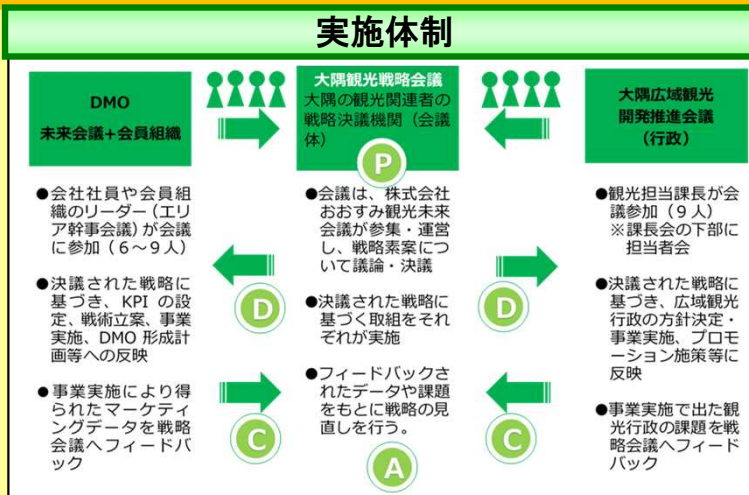 実施体制
DMO
未来会議+会員組織
●会社社員や会員組
織のリーダー(エリ
ア幹事会議)が会議
に参加(6~9人)
●決議された戦略に
基づき、KPI の設
定、戦術立案、事業
実施、DMO 形成計
画等への反映
●事業実施により得
られたマーケティ
ングデータを戦略
会議へフィードバ
ック
大隅観光戦略会議
大隅の観光関連者の
戦略決議機関(会議
体)
P
●会議は、株式会社
おおすみ観光未来
会議が参集・運営
し、戦略素案につ
いて議論・決議
●決議された戦略に
基づく取組をそれ
ぞれが実施
●フィードバックさ
れたデータや課題
をもとに戦略の見
直しを行う。
A
D
D
C
C
大隅広域観光
開発推進会議
(行政)
●観光担当課長が会
議参加(9人)
※課長会の下部に
担当者会
●決議された戦略に
基づき、広域観光
行政の方針決定・
事業実施、プロモ
ーション施策等に
反映
●事業実施で出た観
光行政の課題を戦
略会議へフィード
バック